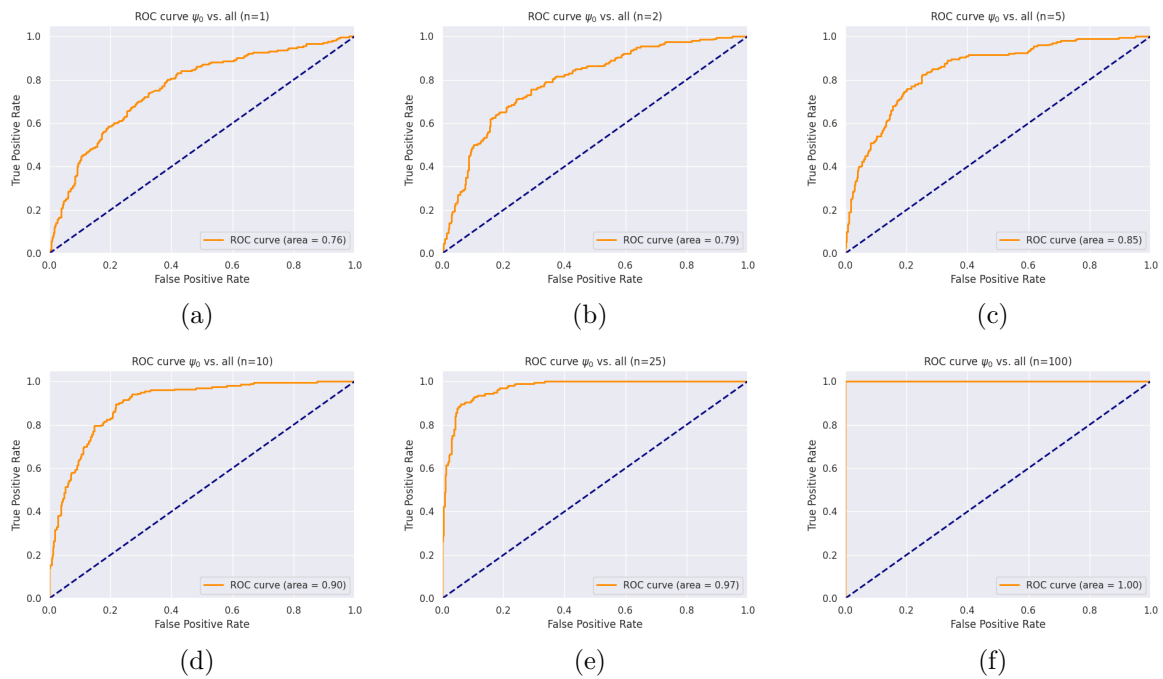 ROC curve ψ₀ vs. all (n=1)
1.0
0.8
0.6
0.4
0.2
0.0
True Positive Rate
ROC curve (area = 0.76)
0.0 0.2 0.4 0.6 0.8 1.0
False Positive Rate
(a)
ROC curve ψ₀ vs. all (n=2)
1.0
0.8
0.6
0.4
0.2
0.0
True Positive Rate
ROC curve (area = 0.79)
0.0 0.2 0.4 0.6 0.8 1.0
False Positive Rate
(b)
ROC curve ψ₀ vs. all (n=5)
1.0
0.8
0.6
0.4
0.2
0.0
True Positive Rate
ROC curve (area = 0.85)
0.0 0.2 0.4 0.6 0.8 1.0
False Positive Rate
(c)
ROC curve ψ₀ vs. all (n=10)
1.0
0.8
0.6
0.4
0.2
0.0
True Positive Rate
ROC curve (area = 0.90)
0.0 0.2 0.4 0.6 0.8 1.0
False Positive Rate
(d)
ROC curve ψ₀ vs. all (n=25)
1.0
0.8
0.6
0.4
0.2
0.0
True Positive Rate
ROC curve (area = 0.97)
0.0 0.2 0.4 0.6 0.8 1.0
False Positive Rate
(e)
ROC curve ψ₀ vs. all (n=100)
1.0
0.8
0.6
0.4
0.2
0.0
True Positive Rate
ROC curve (area = 1.00)
0.0 0.2 0.4 0.6 0.8 1.0
False Positive Rate
(f)